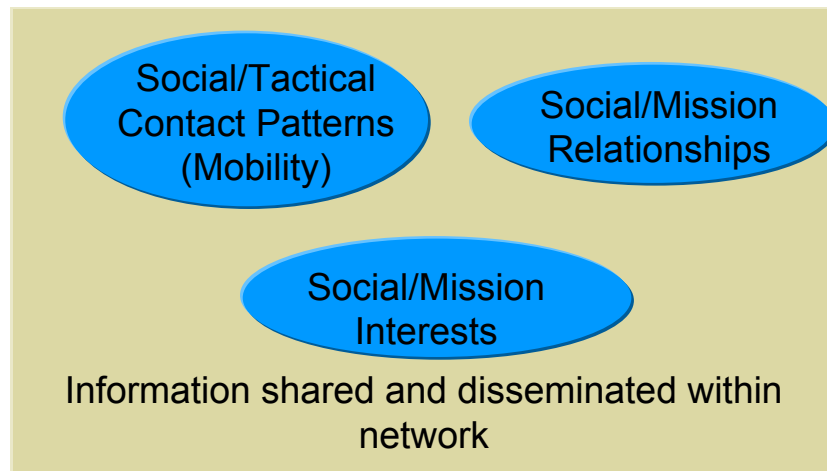 Social/Tactical
Contact Patterns
(Mobility)
Social/Mission
Relationships
Social/Mission
Interests
Information shared and disseminated within
network